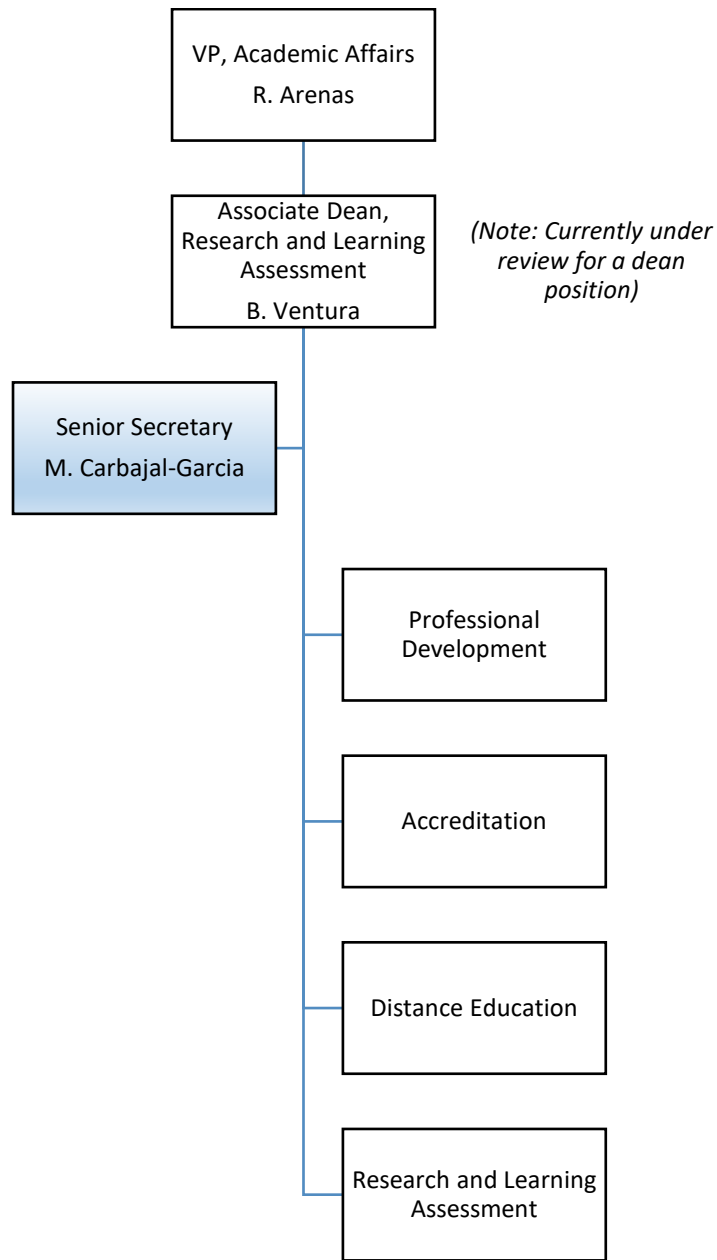 VP, Academic Affairs
R. Arenas
Associate Dean,
Research and Learning
Assessment
B. Ventura
(Note: Currently under
review for a dean
position)
Senior Secretary
M. Carbajal-Garcia
Professional
Development
Accreditation
Distance Education
Research and Learning
Assessment